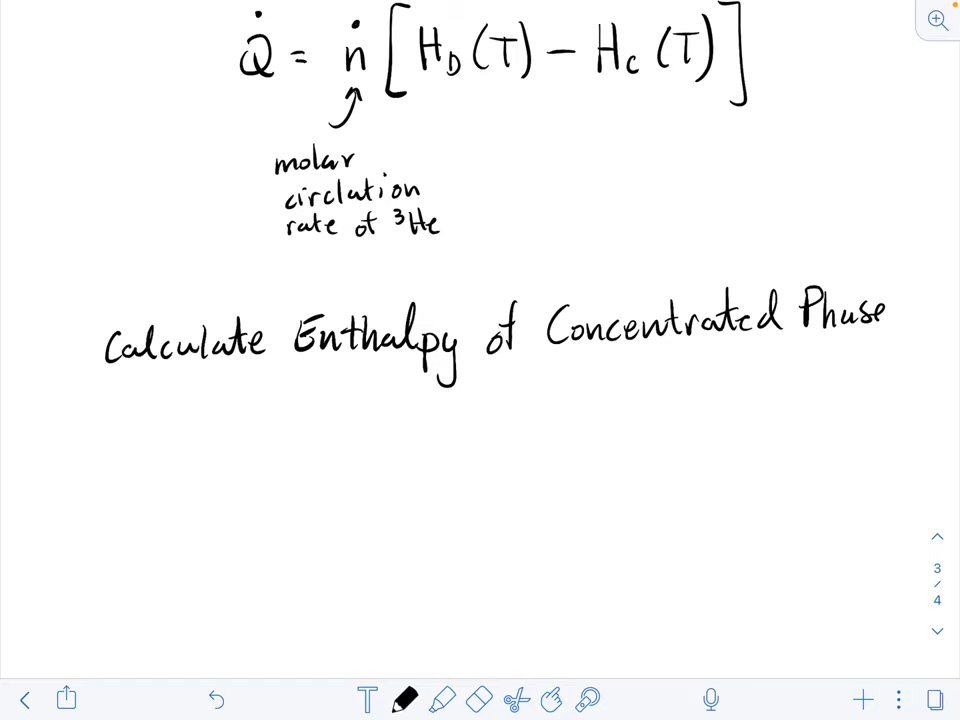 Q̇ = ṅ [H_D (T) − H_C (T)]
molar
circlation
rate of ³He
Calculate Enthalpy of Concentrated Phase
3
/
4
T